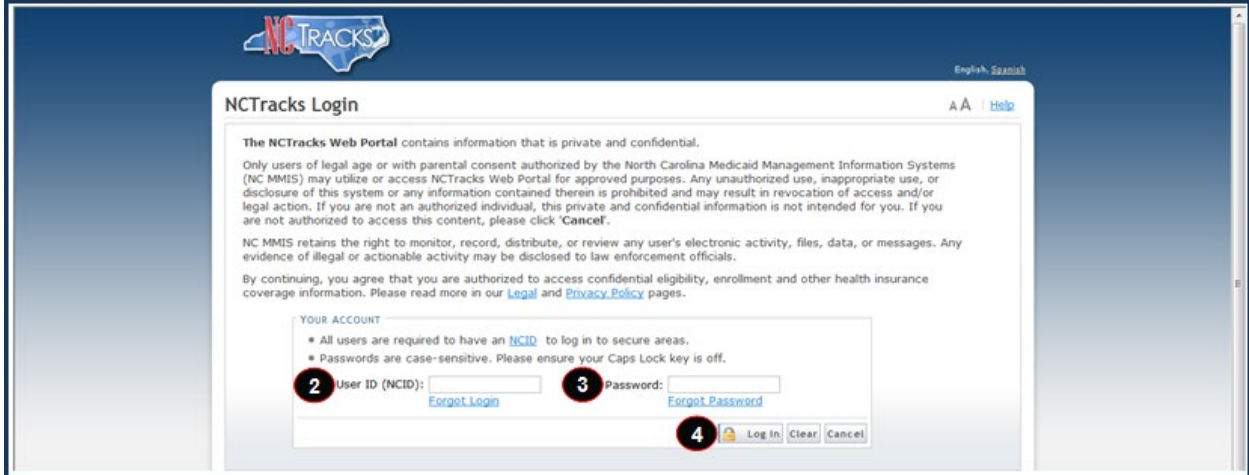 NC TRACKS
English, Spanish
NCTracks Login
A A | Help
The NCTracks Web Portal contains information that is private and confidential.
Only users of legal age or with parental consent authorized by the North Carolina Medicaid Management Information Systems
(NC MMIS) may utilize or access NCTracks Web Portal for approved purposes. Any unauthorized use, inappropriate use, or
disclosure of this system or any information contained therein is prohibited and may result in revocation of access and/or
legal action. If you are not an authorized individual, this private and confidential information is not intended for you. If you
are not authorized to access this content, please click 'Cancel'.
NC MMIS retains the right to monitor, record, distribute, or review any user's electronic activity, files, data, or messages. Any
evidence of illegal or actionable activity may be disclosed to law enforcement officials.
By continuing, you agree that you are authorized to access confidential eligibility, enrollment and other health insurance
coverage information. Please read more in our Legal and Privacy Policy pages.
YOUR ACCOUNT
• All users are required to have an NCID to log in to secure areas.
• Passwords are case-sensitive. Please ensure your Caps Lock key is off.
2 User ID (NCID): 3 Password:
Forgot Login Forgot Password
4 Log In Clear Cancel